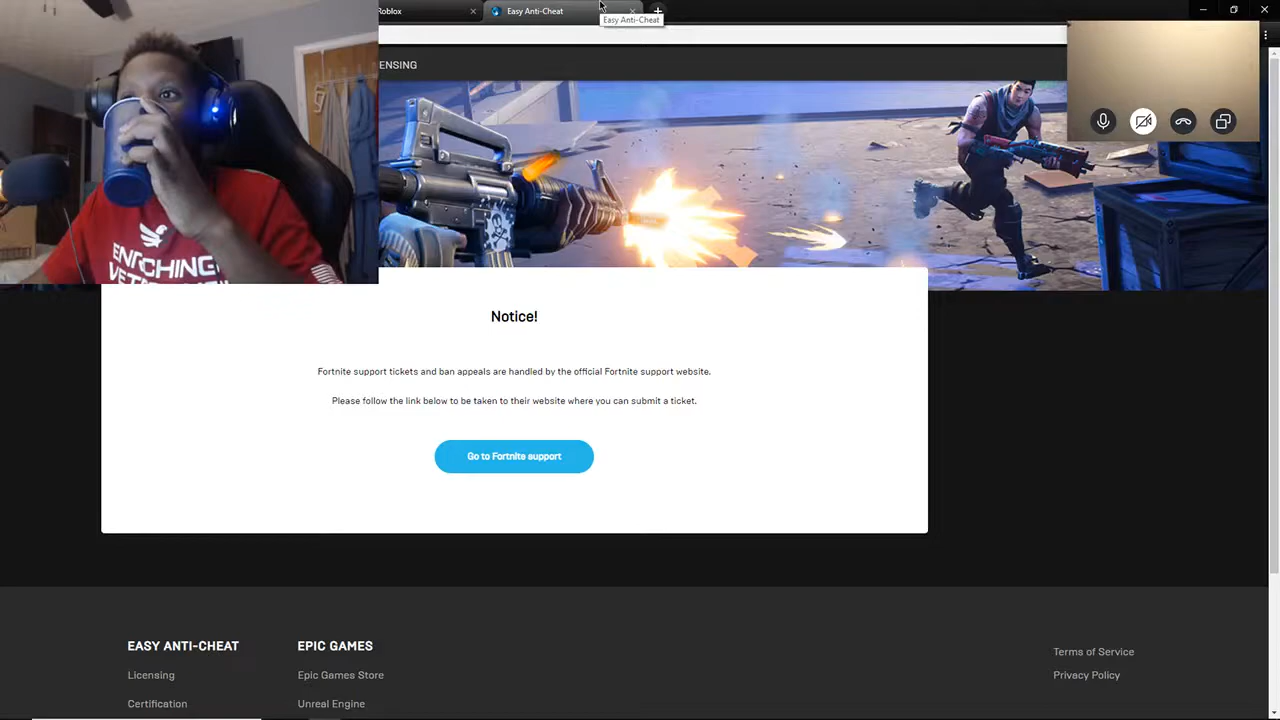 Roblox
Easy Anti-Cheat
Easy Anti-Cheat
ENSING
ENRICHING
Notice!
Fortnite support tickets and ban appeals are handled by the official Fortnite support website.
Please follow the link below to be taken to their website where you can submit a ticket.
Go to Fortnite support
EASY ANTI-CHEAT
EPIC GAMES
Terms of Service
Licensing
Epic Games Store
Privacy Policy
Certification
Unreal Engine